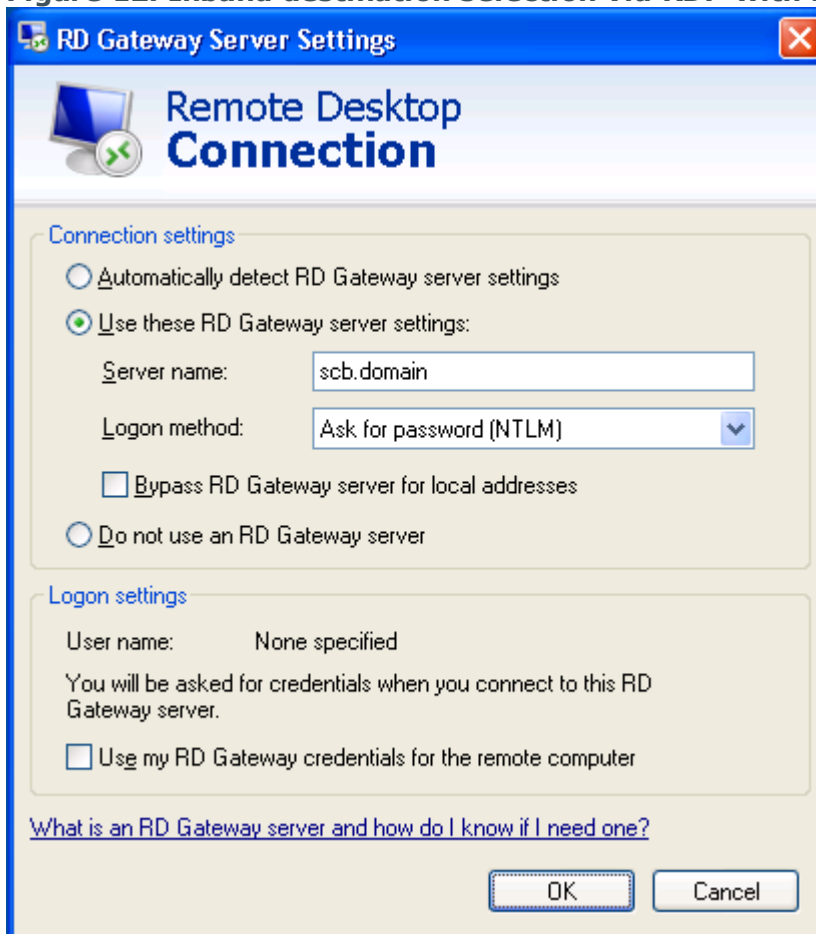 RD Gateway Server Settings
Remote Desktop
Connection
Connection settings
Automatically detect RD Gateway server settings
Use these RD Gateway server settings:
Server name: scb.domain
Logon method: Ask for password (NTLM)
Bypass RD Gateway server for local addresses
Do not use an RD Gateway server
Logon settings
User name: None specified
You will be asked for credentials when you connect to this RD
Gateway server.
Use my RD Gateway credentials for the remote computer
What is an RD Gateway server and how do I know if I need one?
OK Cancel